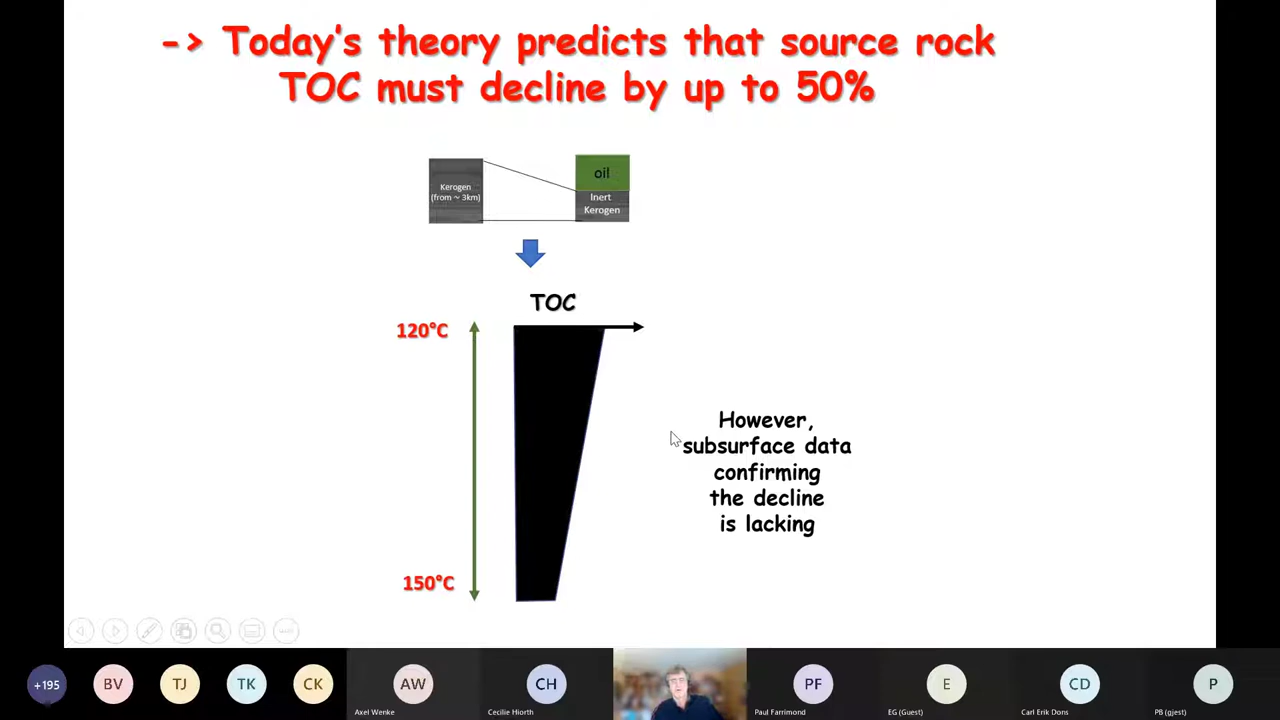 -> Today's theory predicts that source rock
TOC must decline by up to 50%
Kerogen
(from ~ 3km)
oil
Inert
Kerogen
TOC
120°C
150°C
However,
subsurface data
confirming
the decline
is lacking
+195
BV
TJ
TK
CK
AW
Axel Wenke
CH
Cecilie Hiorth
PF
Paul Farrimond
E
EG (Guest)
CD
Carl Erik Dons
P
PB (gjest)